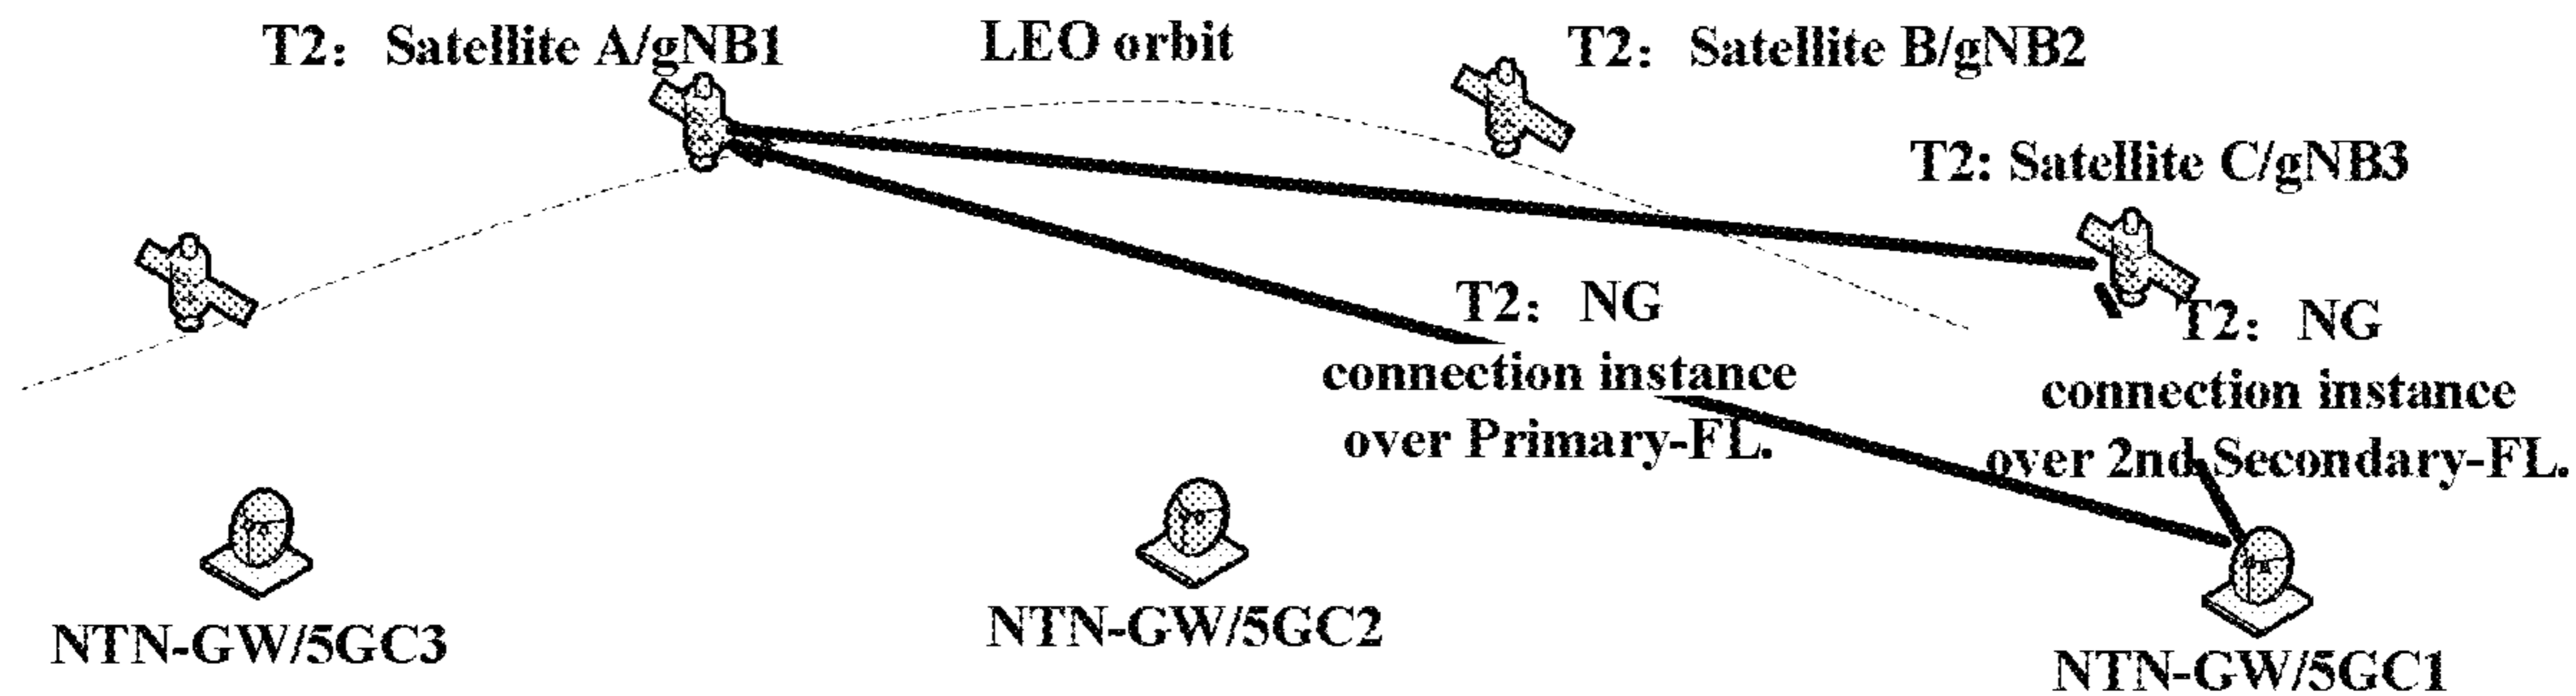 T2: Satellite A/gNB1
LEO orbit
T2: Satellite B/gNB2
T2: Satellite C/gNB3
T2: NG
connection instance
over Primary-FL.
T2: NG
connection instance
over 2nd Secondary-FL.
NTN-GW/5GC3
NTN-GW/5GC2
NTN-GW/5GC1